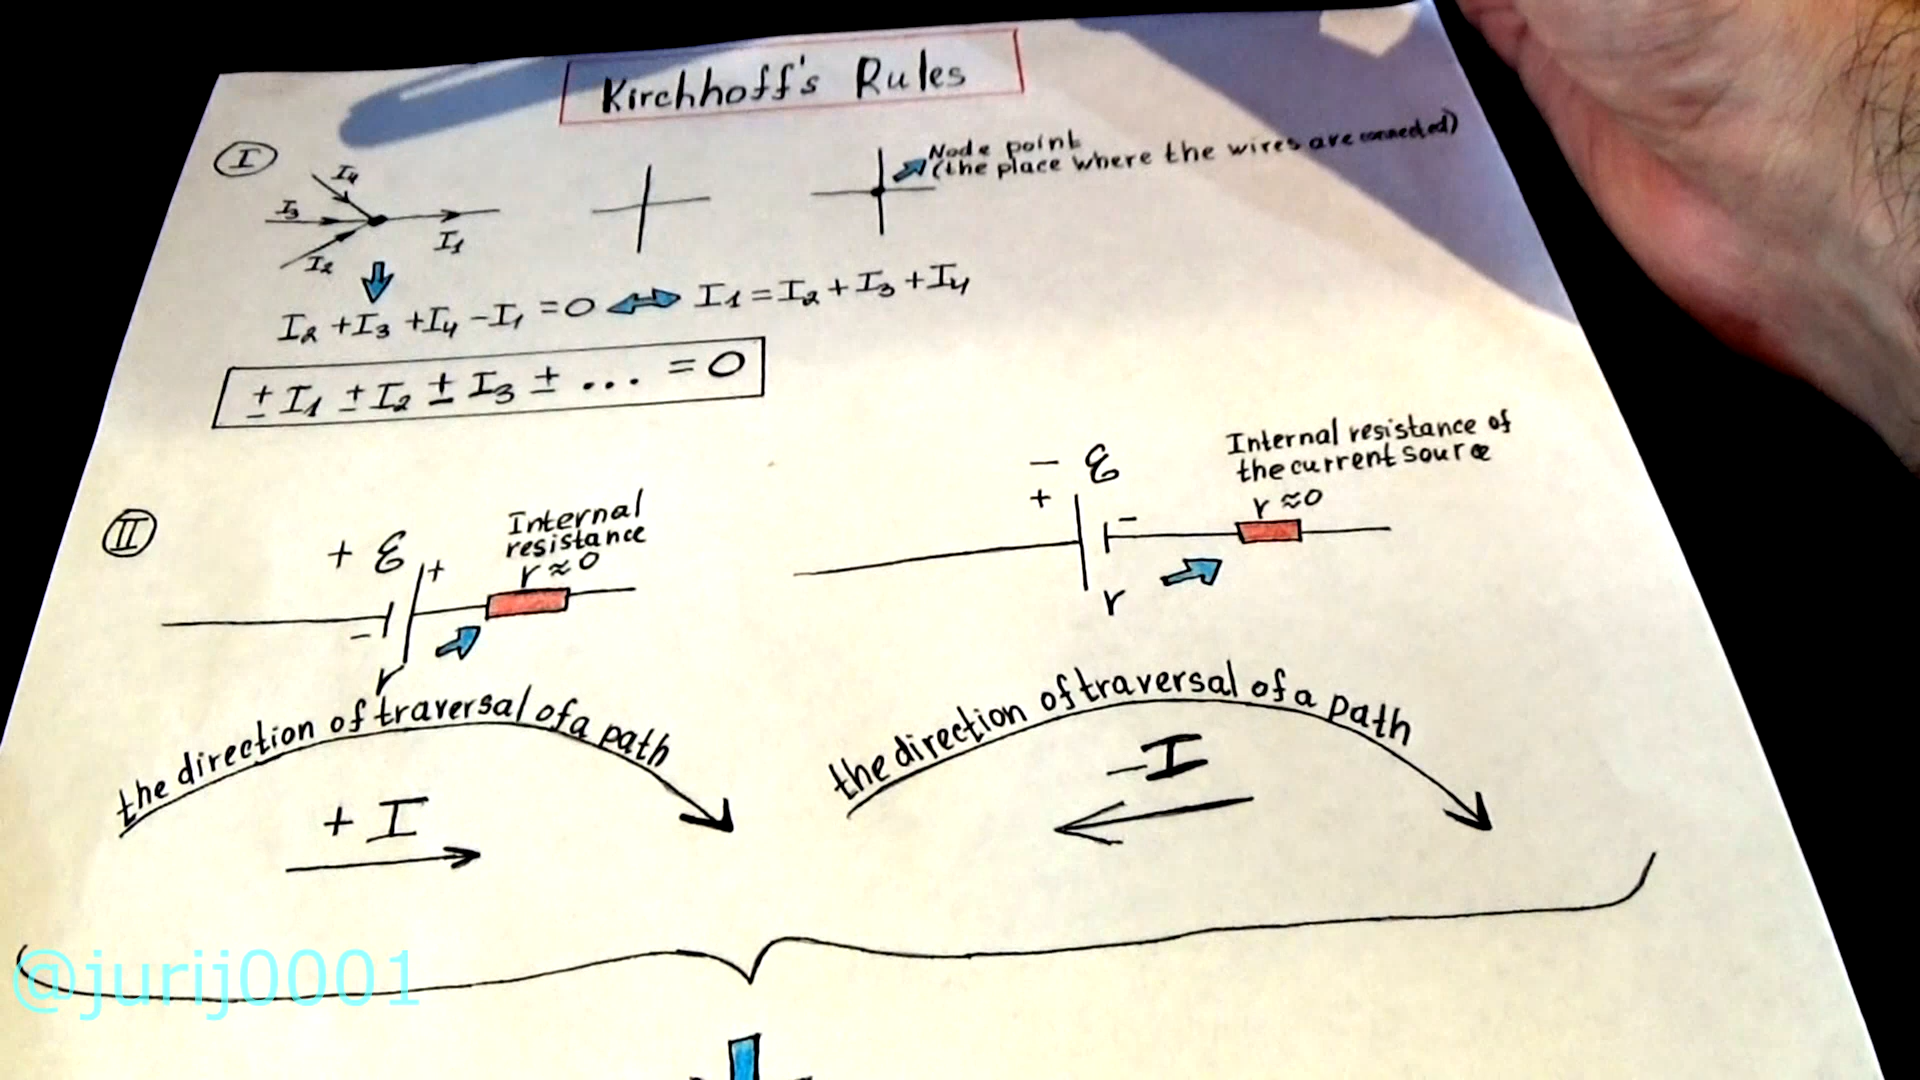 Kirchhoff's Rules
I
I4
I3
I2
I1
Node point
(the place where the wires are connected)
I2 + I3 + I4 - I1 = 0 ⇔ I1 = I2 + I3 + I4
± I1 ± I2 ± I3 ± ... = 0
II
+ ℰ
+
-
r
Internal
resistance
r ≈ 0
the direction of traversal of a path
+ I
- ℰ
+
-
r
Internal resistance of
the current source
r ≈ 0
the direction of traversal of a path
- I
@jurij0001